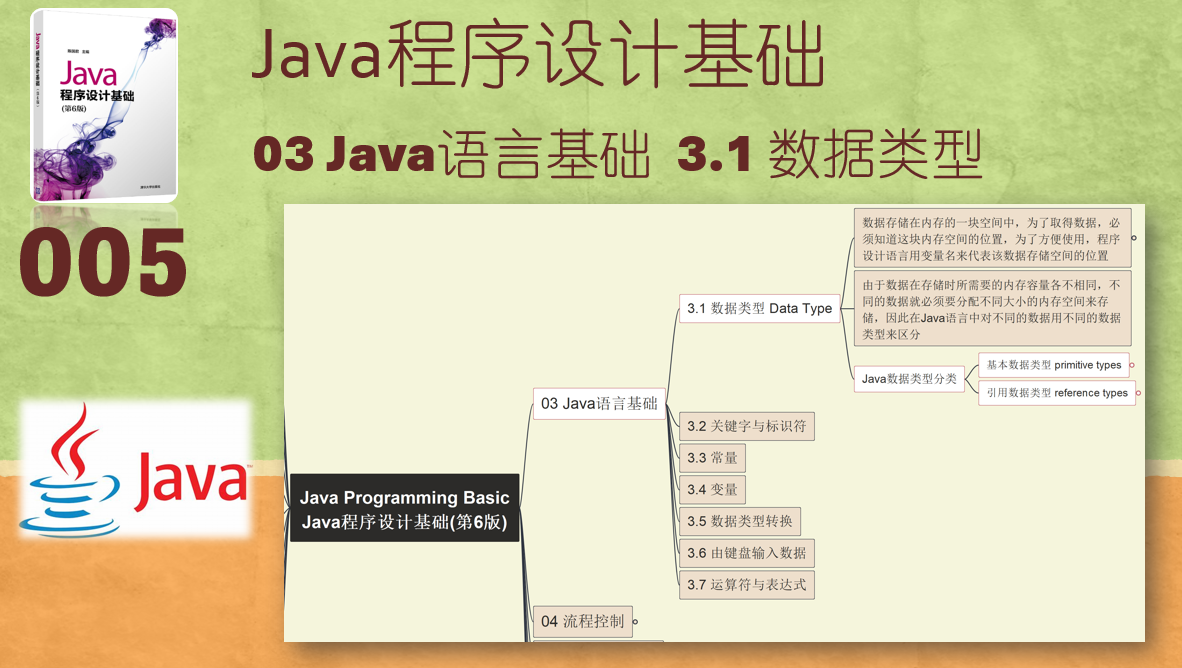 Java程序设计基础
03 Java语言基础 3.1 数据类型
005
Java程序设计基础
Java
程序设计基础
(第6版)
Java™
数据存储在内存的一块空间中，为了取得数据，必
须知道这块内存空间的位置，为了方便使用，程序
设计语言用变量名来代表该数据存储空间的位置
由于数据在存储时所需要的内存容量各不相同，不
同的数据就必须要分配不同大小的内存空间来存
储，因此在Java语言中对不同的数据用不同的数据
类型来区分
3.1 数据类型 Data Type
Java数据类型分类
基本数据类型 primitive types
引用数据类型 reference types
03 Java语言基础
3.2 关键字与标识符
3.3 常量
3.4 变量
3.5 数据类型转换
3.6 由键盘输入数据
3.7 运算符与表达式
Java Programming Basic
Java程序设计基础(第6版)
04 流程控制